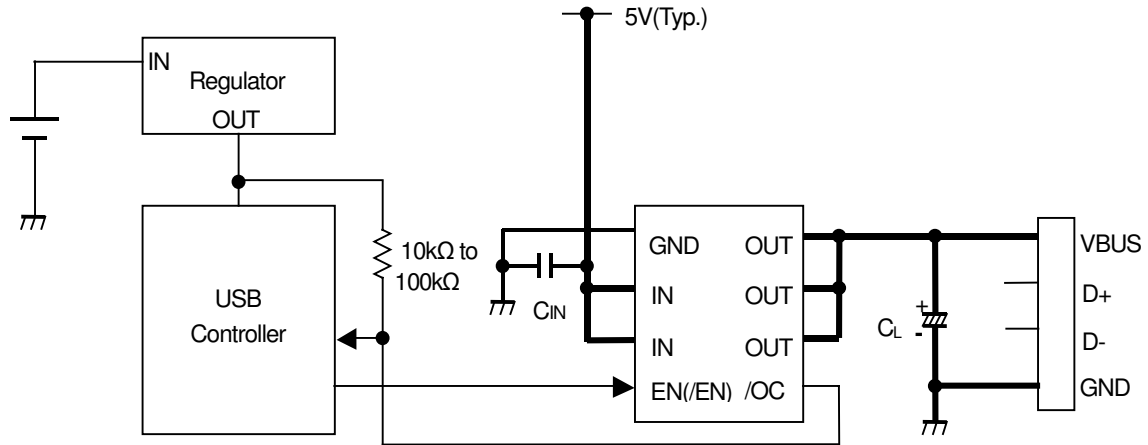 5V(Typ.)
IN
Regulator
OUT
10kΩ to
100kΩ
USB
Controller
CIN
GND OUT
IN OUT
IN OUT
EN(/EN) /OC
+
CL
-
VBUS
D+
D-
GND